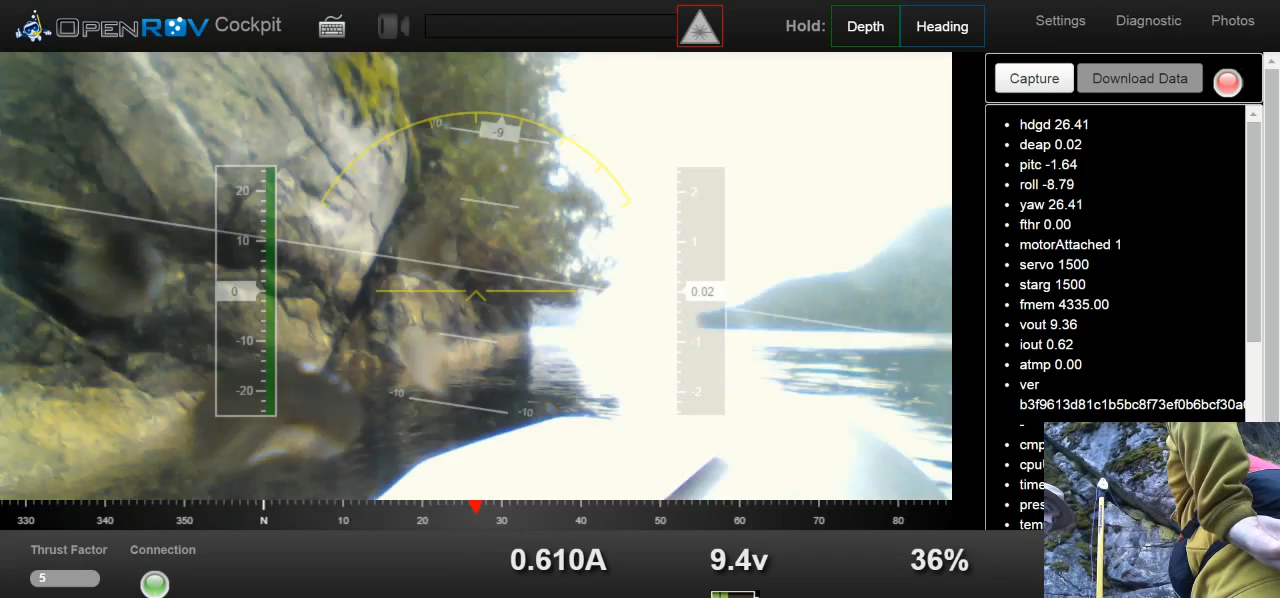 OPENROV Cockpit
Hold: Depth Heading
Settings Diagnostic Photos
Capture Download Data
hdgd 26.41
deap 0.02
pitc -1.64
roll -8.79
yaw 26.41
fthr 0.00
motorAttached 1
servo 1500
starg 1500
fmem 4335.00
vout 9.36
iout 0.62
atmp 0.00
ver
b3f9613d81c1b5bc8f73ef0b6bcf30a
-
cmp
cpu
time
pres
tem
10
-9
20
10
0
-10
-20
2
1
0.02
-1
-2
-10 -10
330 340 350 N 10 20 30 40 50 60 70 80
Thrust Factor Connection
5
0.610A 9.4v 36%